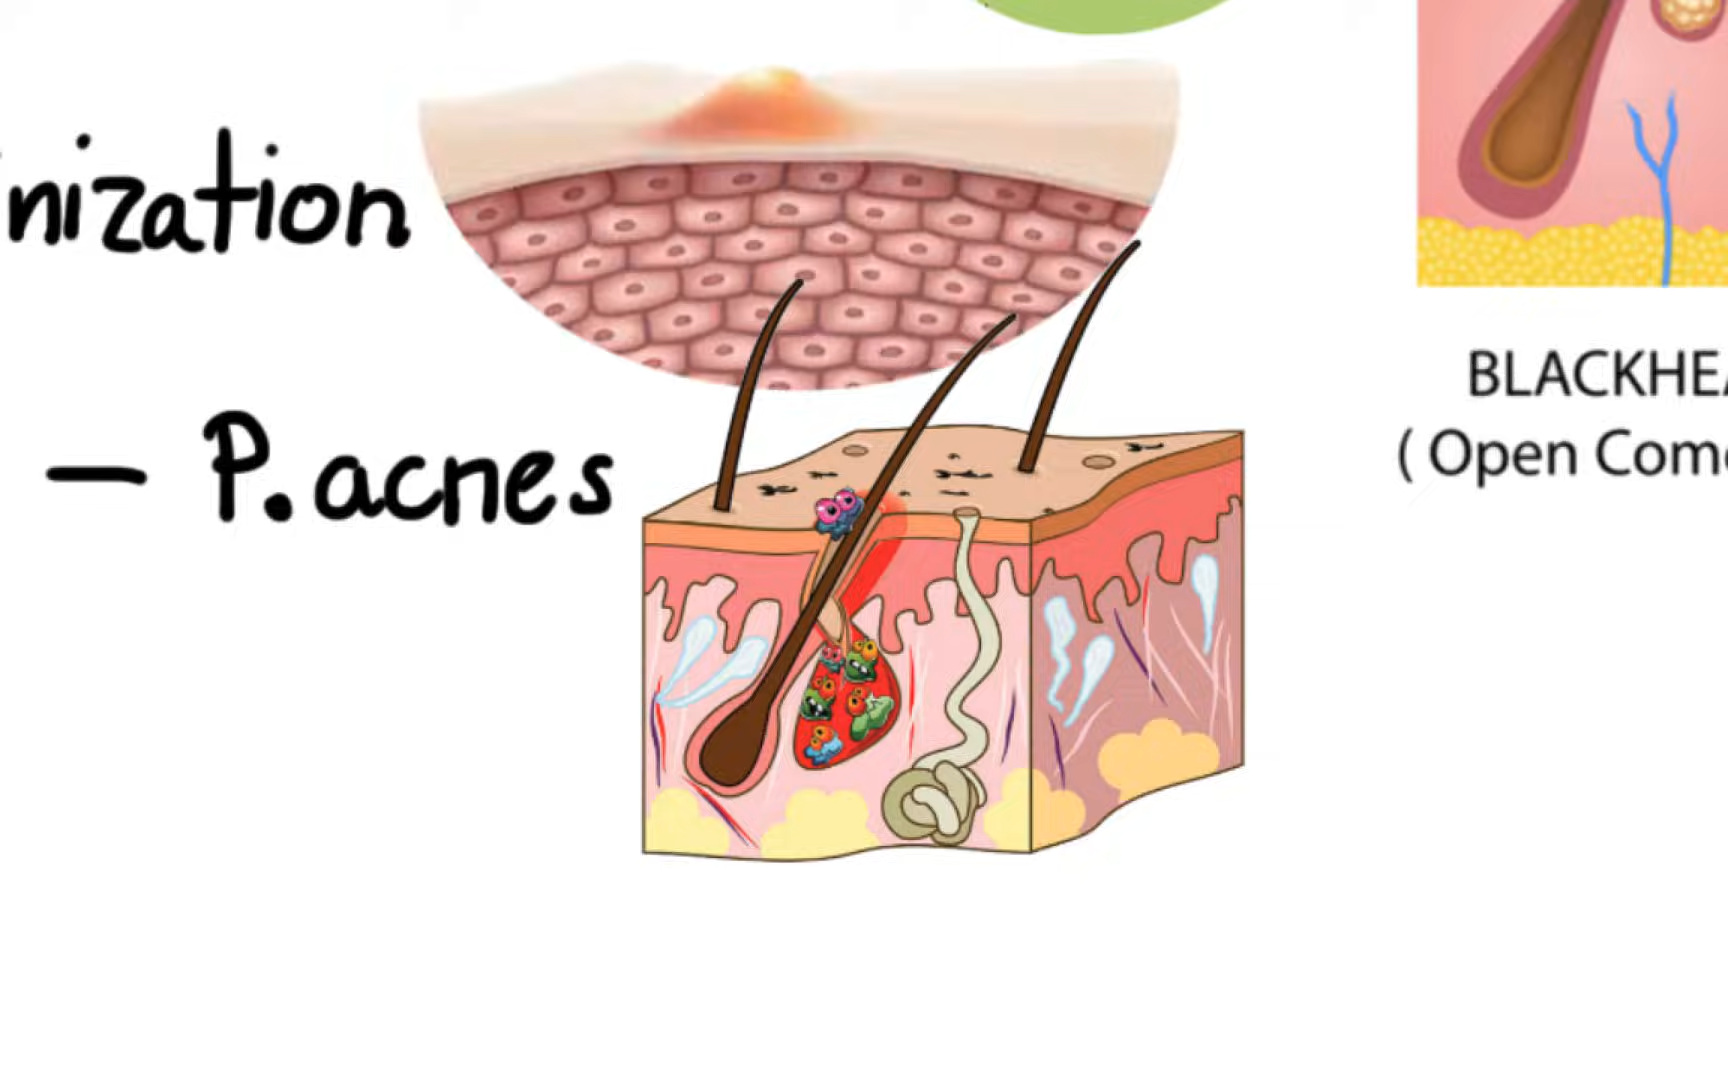 nization
– P. acnes
BLACKHEA
( Open Come